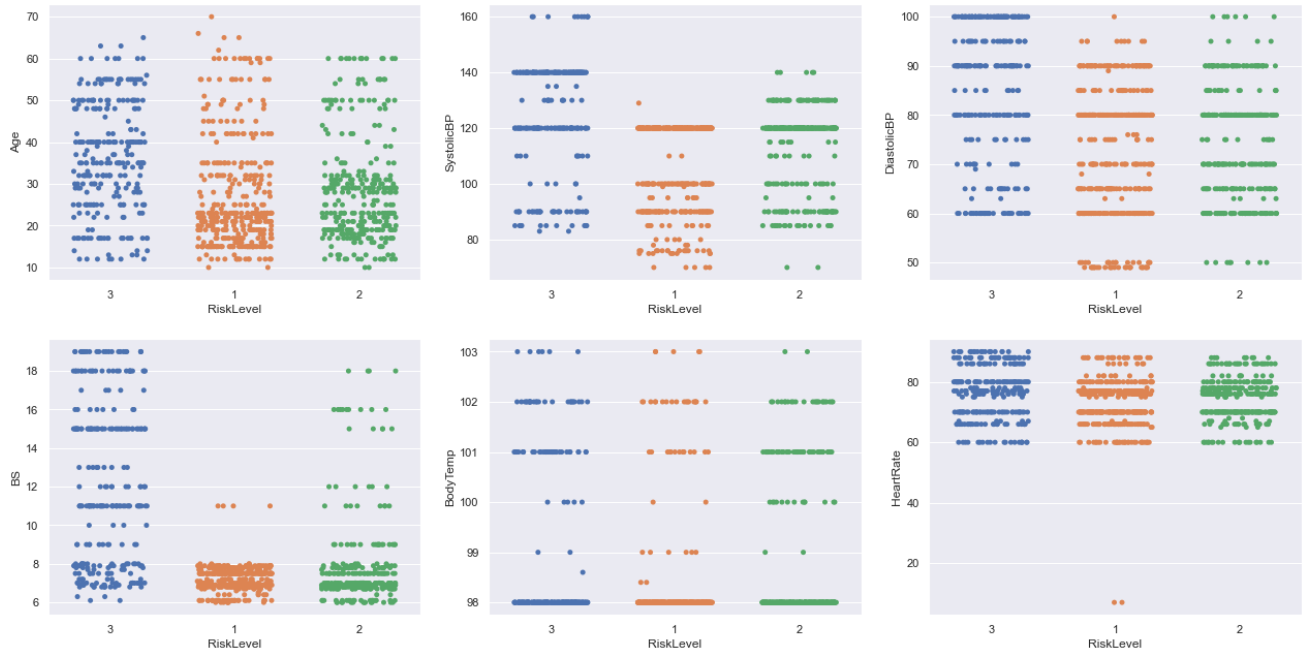 70
60
50
40
30
20
10
Age
3 1 2
RiskLevel
160
140
120
100
80
SystolicBP
3 1 2
RiskLevel
100
90
80
70
60
50
DiastolicBP
3 1 2
RiskLevel
18
16
14
12
10
8
6
BS
3 1 2
RiskLevel
103
102
101
100
99
98
BodyTemp
3 1 2
RiskLevel
80
60
40
20
HeartRate
3 1 2
RiskLevel